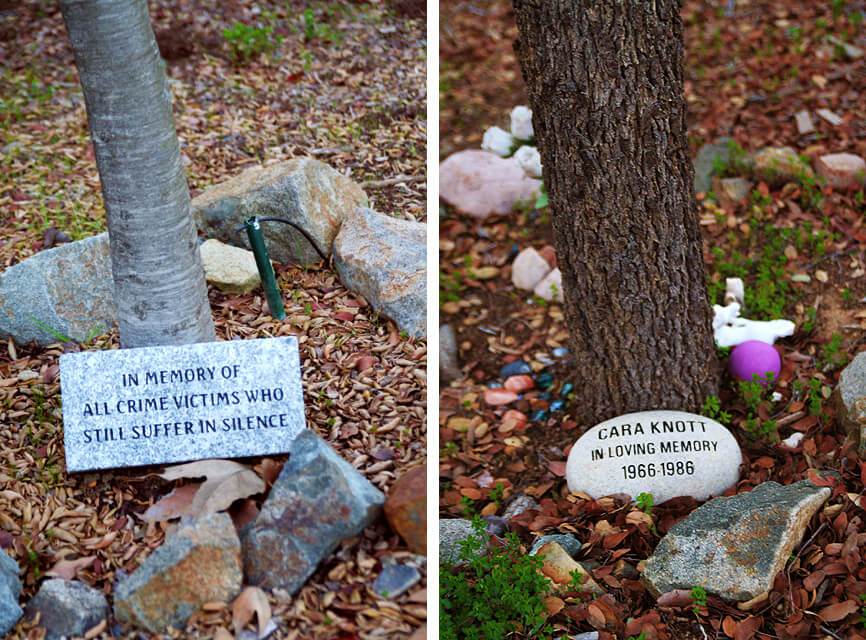 IN MEMORY OF
ALL CRIME VICTIMS WHO
STILL SUFFER IN SILENCE
CARA KNOTT
IN LOVING MEMORY
1966-1986